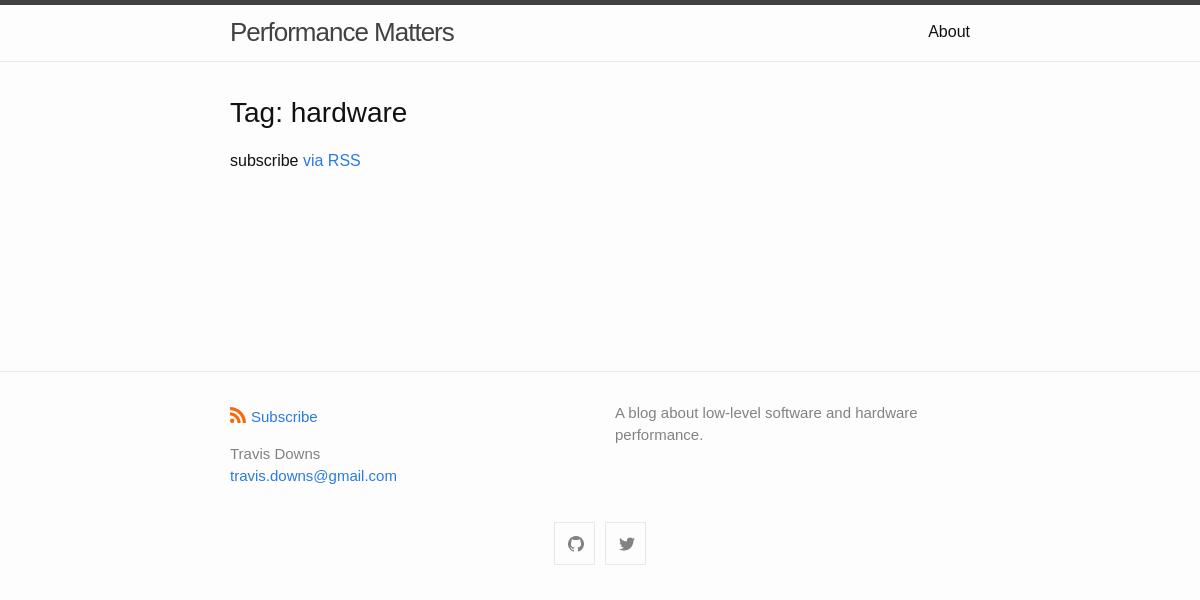 Performance Matters
About
Tag: hardware
subscribe via RSS
Subscribe
Travis Downs
travis.downs@gmail.com
A blog about low-level software and hardware
performance.